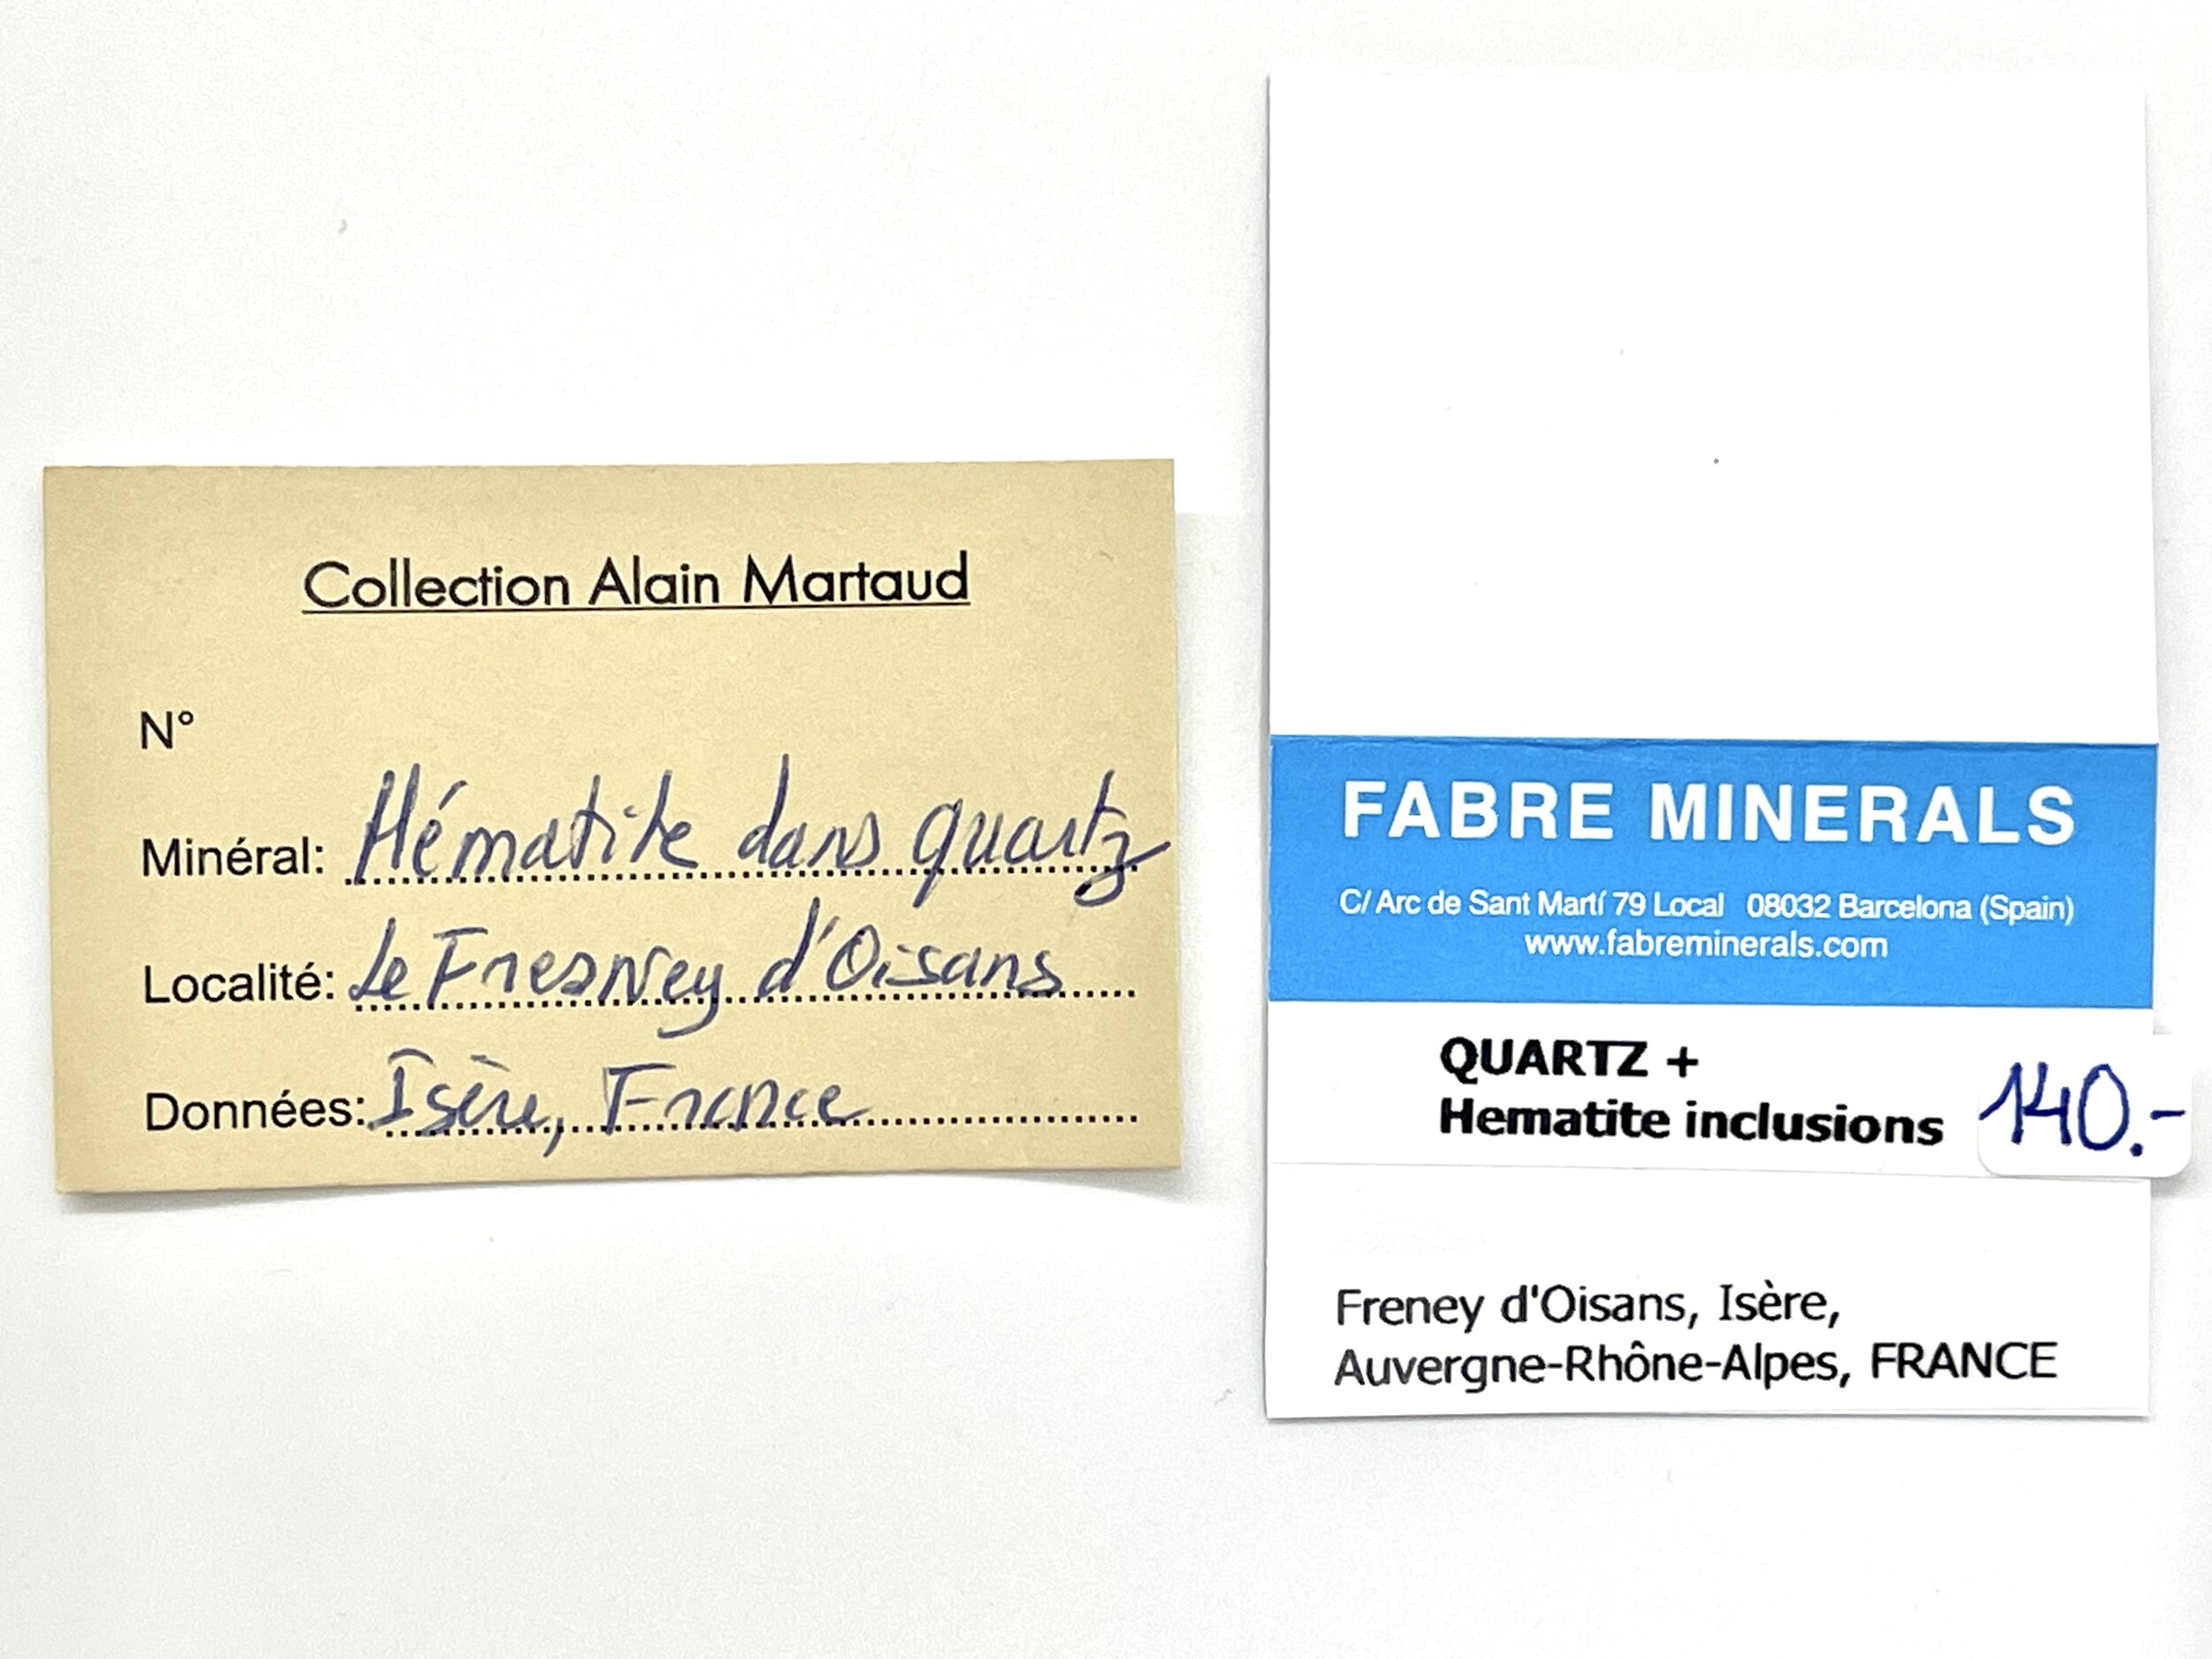 Collection Alain Martaud
N°
Minéral: Hématite dans quartz
Localité: Le Fresney d'Oisans
Données: Isère, France
FABRE MINERALS
C/ Arc de Sant Martí 79 Local 08032 Barcelona (Spain)
www.fabreminerals.com
QUARTZ +
Hematite inclusions
140.-
Freney d'Oisans, Isère,
Auvergne-Rhône-Alpes, FRANCE